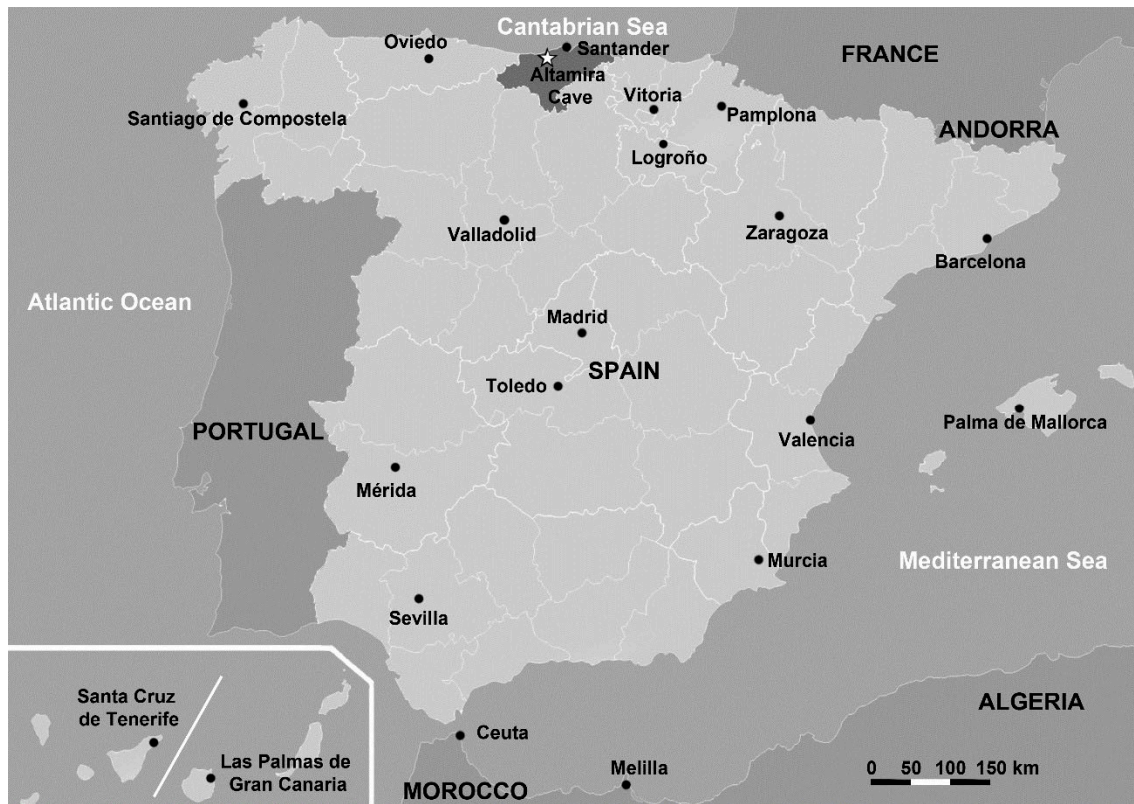 Cantabrian Sea
Oviedo
Santander
FRANCE
Altamira
Cave
Vitoria
Pamplona
Santiago de Compostela
ANDORRA
Logroño
Valladolid
Zaragoza
Barcelona
Atlantic Ocean
Madrid
SPAIN
Toledo
PORTUGAL
Valencia
Palma de Mallorca
Mérida
Murcia
Mediterranean Sea
Sevilla
Santa Cruz
de Tenerife
ALGERIA
Ceuta
Las Palmas de
Gran Canaria
Melilla
MOROCCO
0 50 100 150 km